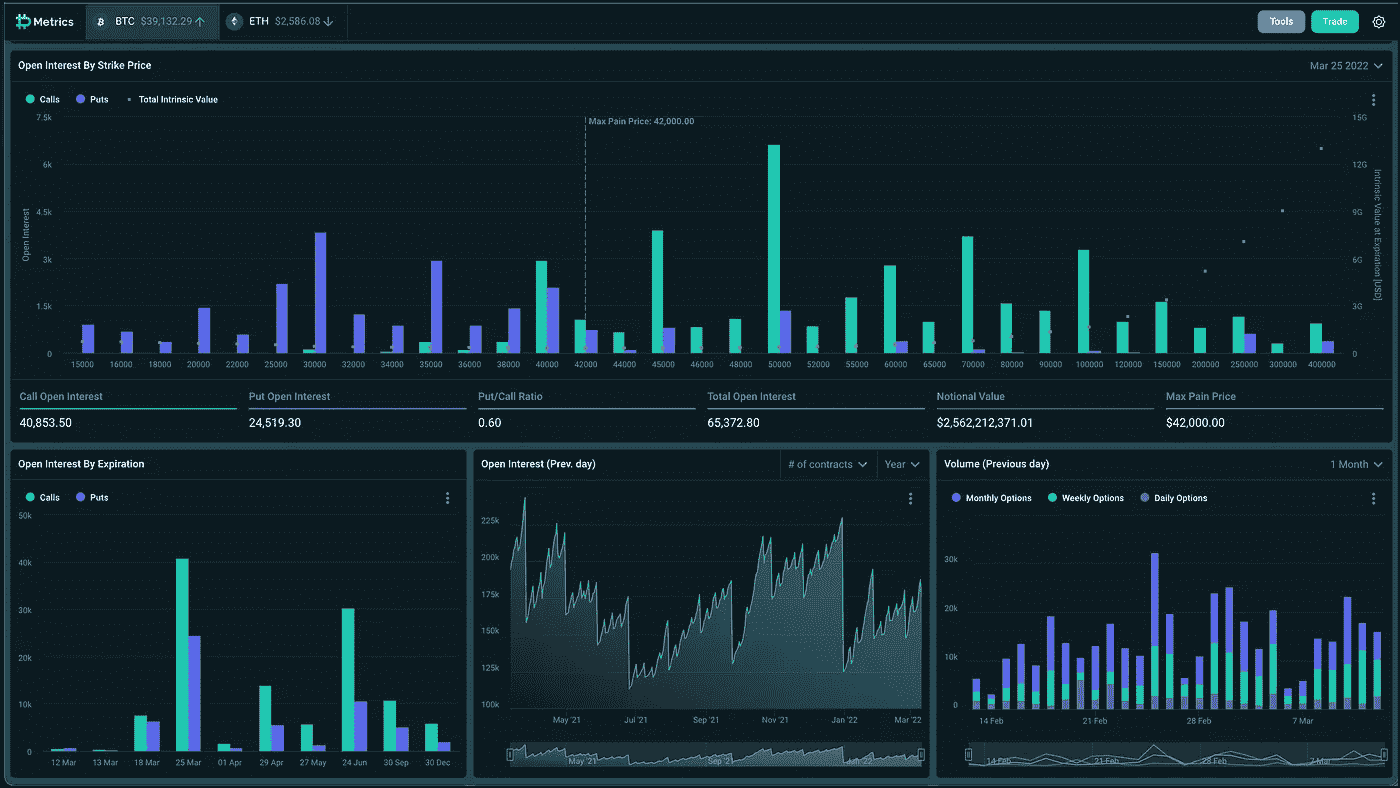 Metrics BTC $39,132.29 ETH $2,586.08 Tools Trade
Open Interest By Strike Price Mar 25 2022
Calls Puts Total Intrinsic Value
7.5k
6k
4.5k
3k
1.5k
0
Open Interest
Max Pain Price: 42,000.00
15G
12G
9G
6G
3G
0
Intrinsic Value at Expiration [USD]
15000 16000 18000 20000 22000 25000 30000 32000 34000 35000 36000 38000 40000 42000 44000 45000 46000 48000 50000 52000 55000 60000 65000 70000 80000 90000 100000 120000 150000 200000 250000 300000 400000
Call Open Interest Put Open Interest Put/Call Ratio Total Open Interest Notional Value Max Pain Price
40,853.50 24,519.30 0.60 65,372.80 $2,562,212,371.01 $42,000.00
Open Interest By Expiration
Calls Puts
50k
40k
30k
20k
10k
0
12 Mar 13 Mar 18 Mar 25 Mar 01 Apr 29 Apr 27 May 24 Jun 30 Sep 30 Dec
Open Interest (Prev. day) # of contracts Year
225k
200k
175k
150k
125k
100k
May '21 Jul '21 Sep '21 Nov '21 Jan '22 Mar '22
May '21 Sep '21 Jan '22
Volume (Previous day) 1 Month
Monthly Options Weekly Options Daily Options
30k
20k
10k
0
14 Feb 21 Feb 28 Feb 7 Mar
14 Feb 21 Feb 28 Feb 7 Mar